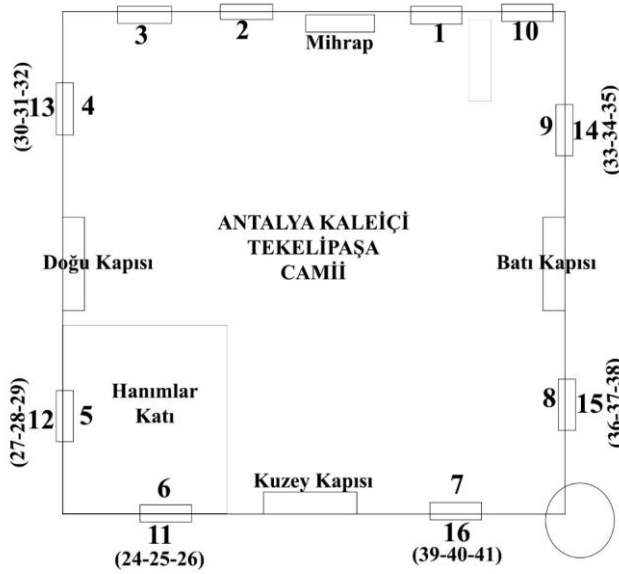 3
2
Mihrap
1
10
(30-31-32)
13
4
9
14
(33-34-35)
ANTALYA KALEİÇİ
TEKELİPAŞA
CAMİİ
Doğu Kapısı
Batı Kapısı
(27-28-29)
12
5
Hanımlar
Katı
8
15
(36-37-38)
6
Kuzey Kapısı
7
11
16
(24-25-26)
(39-40-41)